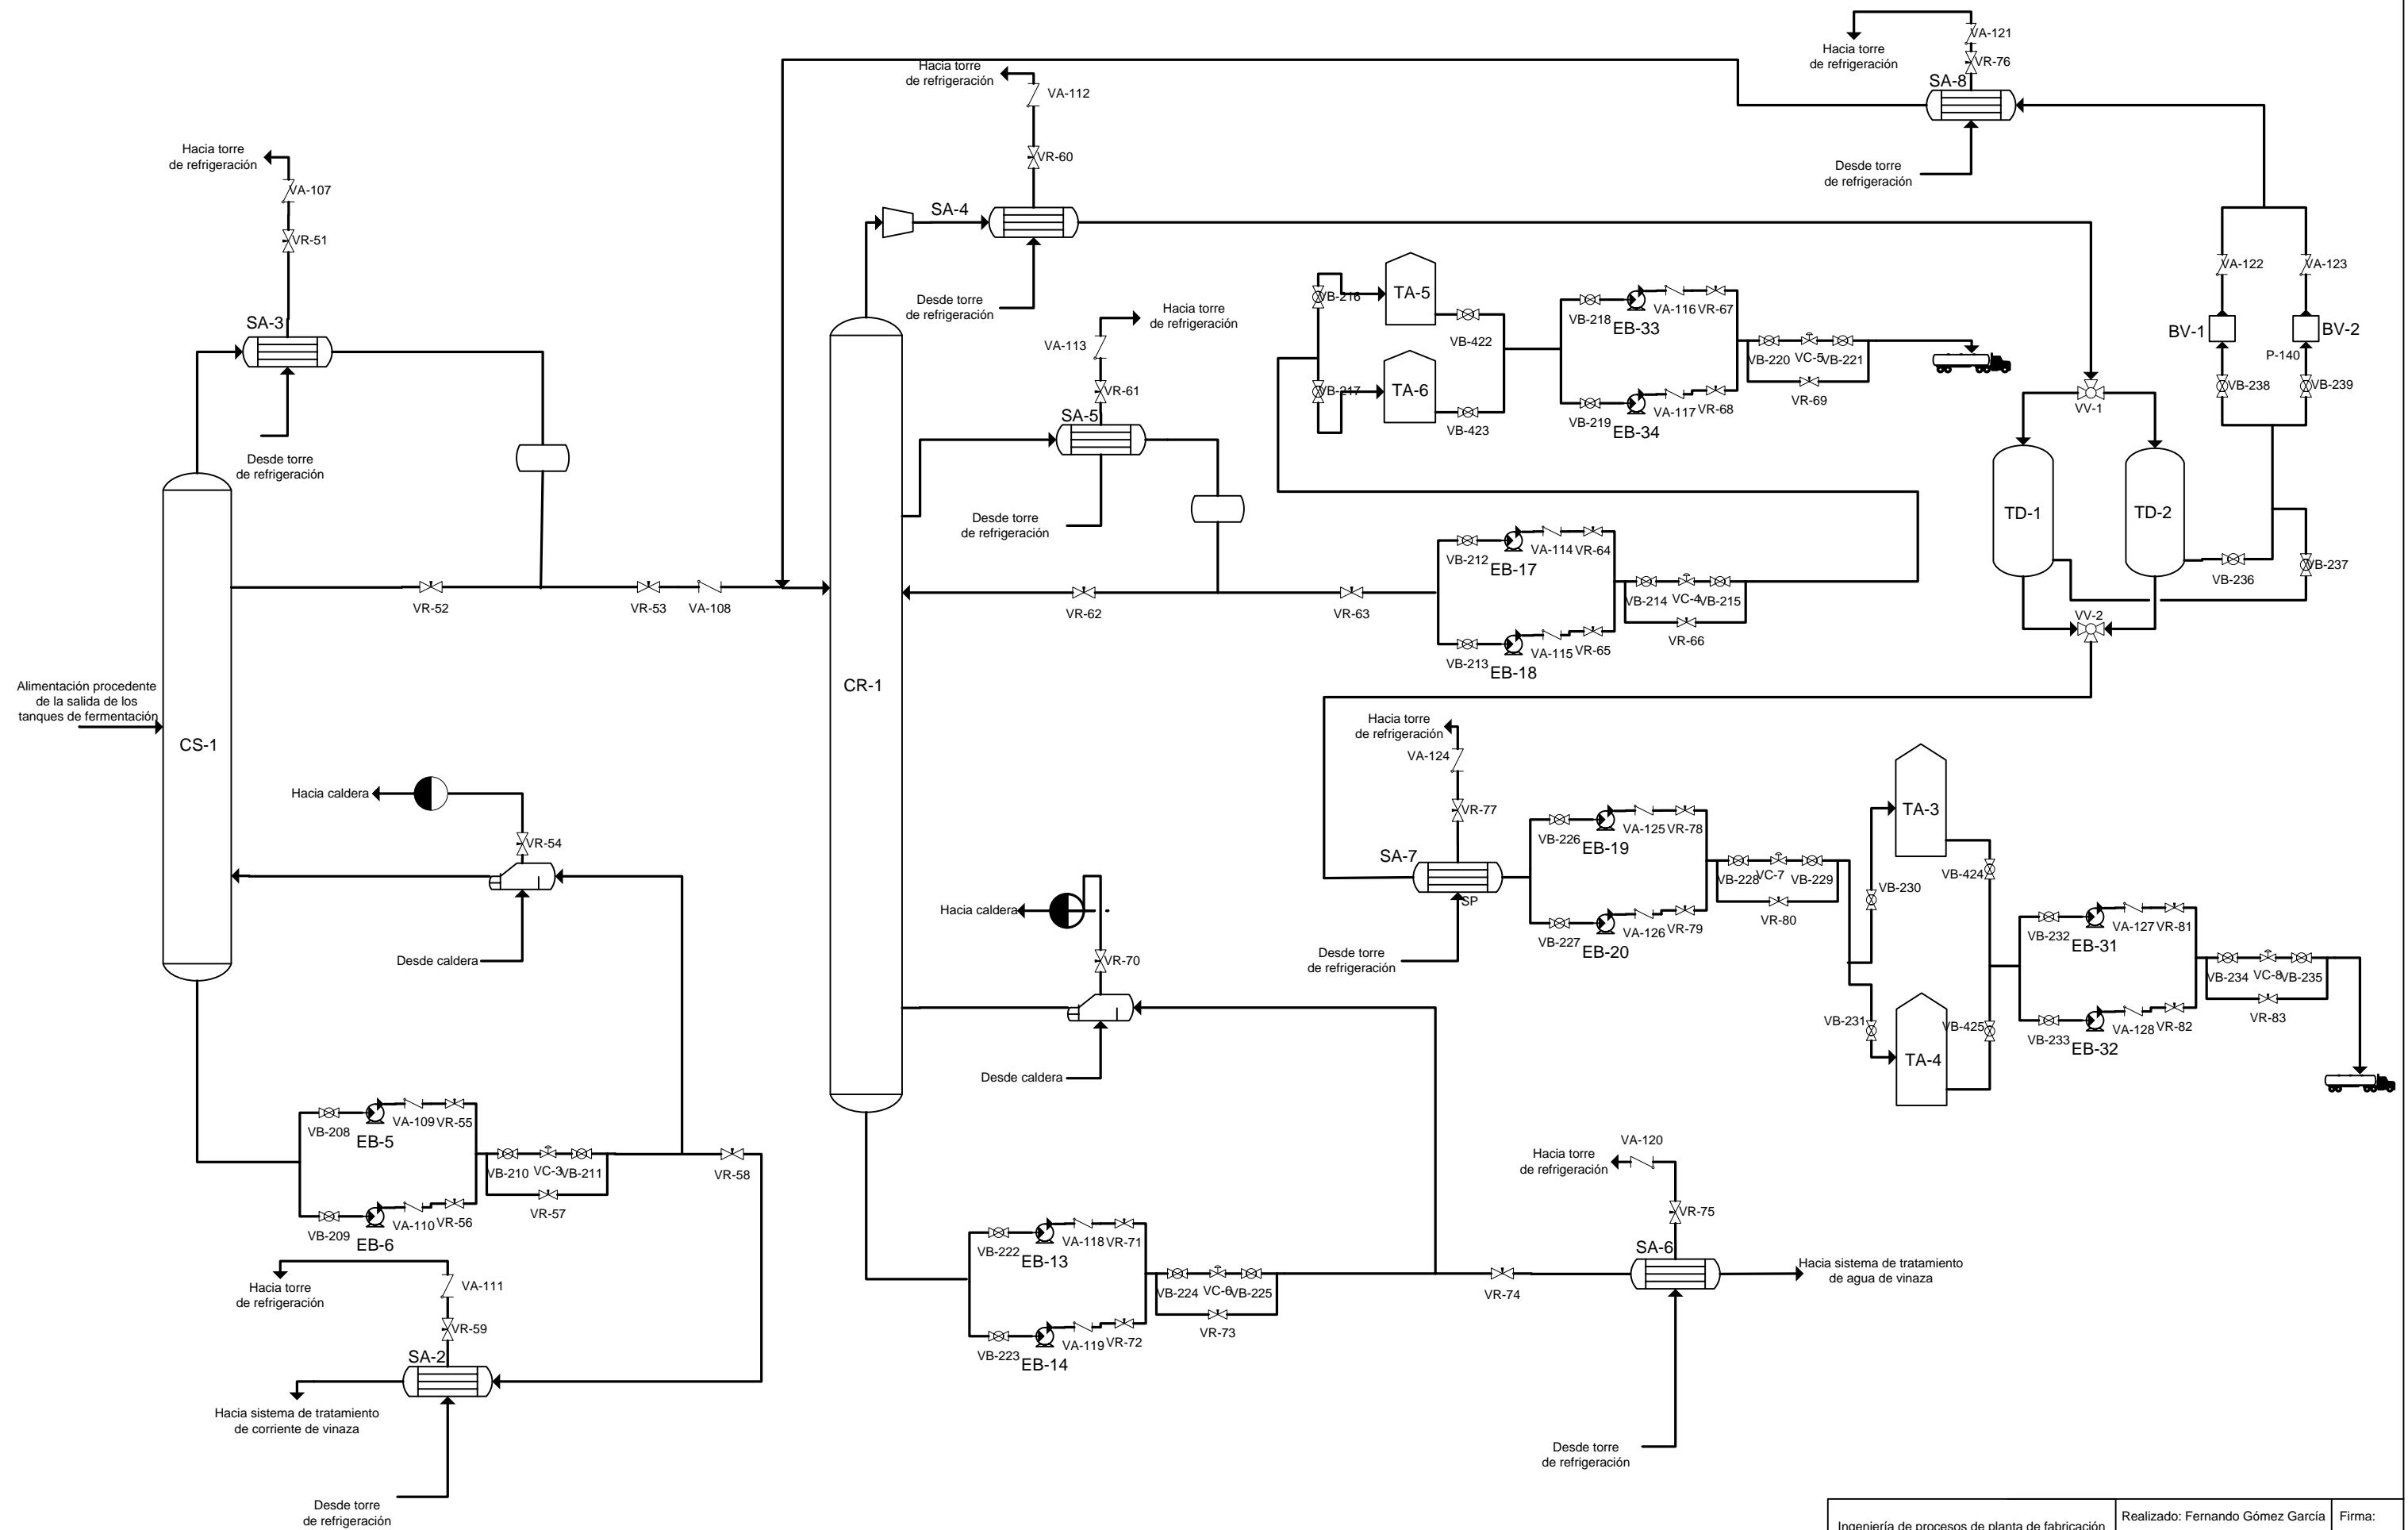 VA-121
Hacia torre
de refrigeración
VR-76
SA-8
Hacia torre
de refrigeración
VA-112
VR-60
Hacia torre
de refrigeración
VA-107
VR-51
Desde torre
de refrigeración
SA-4
SA-3
Desde torre
de refrigeración
Hacia torre
de refrigeración
VA-113
VR-61
SA-5
Desde torre
de refrigeración
Desde torre
de refrigeración
VB-216
TA-5
VB-422
VB-217
TA-6
VB-423
VB-218
EB-33
VA-116
VR-67
VB-219
EB-34
VA-117
VR-68
VB-220
VC-5
VB-221
VR-69
VA-122
VA-123
BV-1
BV-2
P-140
VB-238
VB-239
VV-1
TD-1
TD-2
VB-236
VB-237
VV-2
VR-52
VR-53
VA-108
VR-62
VR-63
VB-212
EB-17
VA-114
VR-64
VB-213
EB-18
VA-115
VR-65
VB-214
VC-4
VB-215
VR-66
CR-1
Alimentación procedente
de la salida de los
tanques de fermentación
CS-1
Hacia caldera
VR-54
Desde caldera
Hacia caldera
VR-70
Desde caldera
Hacia torre
de refrigeración
VA-124
VR-77
SA-7
SP
Desde torre
de refrigeración
VB-226
EB-19
VA-125
VR-78
VB-227
EB-20
VA-126
VR-79
VB-228
VC-7
VB-229
VR-80
VB-230
TA-3
VB-424
VB-231
TA-4
VB-425
VB-232
EB-31
VA-127
VR-81
VB-233
EB-32
VA-128
VR-82
VB-234
VC-8
VB-235
VR-83
VB-208
EB-5
VA-109
VR-55
VB-209
EB-6
VA-110
VR-56
VB-210
VC-3
VB-211
VR-57
VR-58
Hacia torre
de refrigeración
VA-111
VR-59
SA-2
Hacia sistema de tratamiento
de corriente de vinaza
Desde torre
de refrigeración
VB-222
EB-13
VA-118
VR-71
VB-223
EB-14
VA-119
VR-72
VB-224
VC-6
VB-225
VR-73
VR-74
VA-120
Hacia torre
de refrigeración
VR-75
SA-6
Hacia sistema de tratamiento
de agua de vinaza
Desde torre
de refrigeración
Ingeniería de procesos de planta de fabricación
Realizado: Fernando Gómez García
Firma: